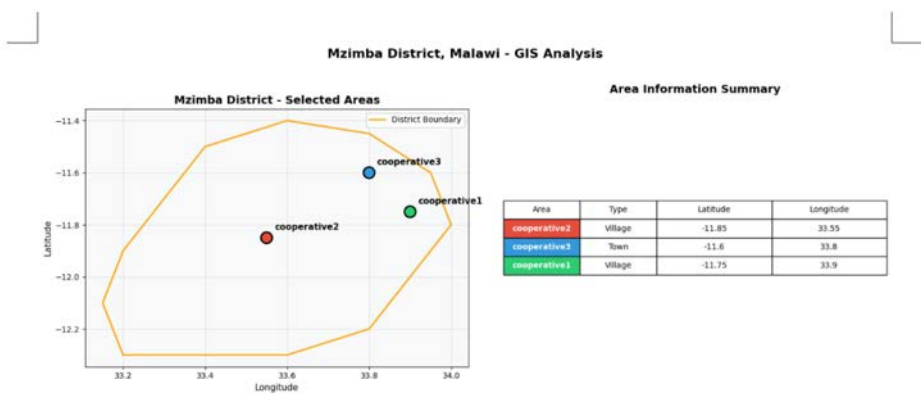 Mzimba District, Malawi - GIS Analysis
Mzimba District - Selected Areas
District Boundary
cooperative3
cooperative1
cooperative2
Latitude
−11.4
−11.6
−11.8
−12.0
−12.2
33.2 33.4 33.6 33.8 34.0
Longitude
Area Information Summary
Area Type Latitude Longitude
cooperative2 Village -11.85 33.55
cooperative3 Town -11.6 33.8
cooperative1 Village -11.75 33.9